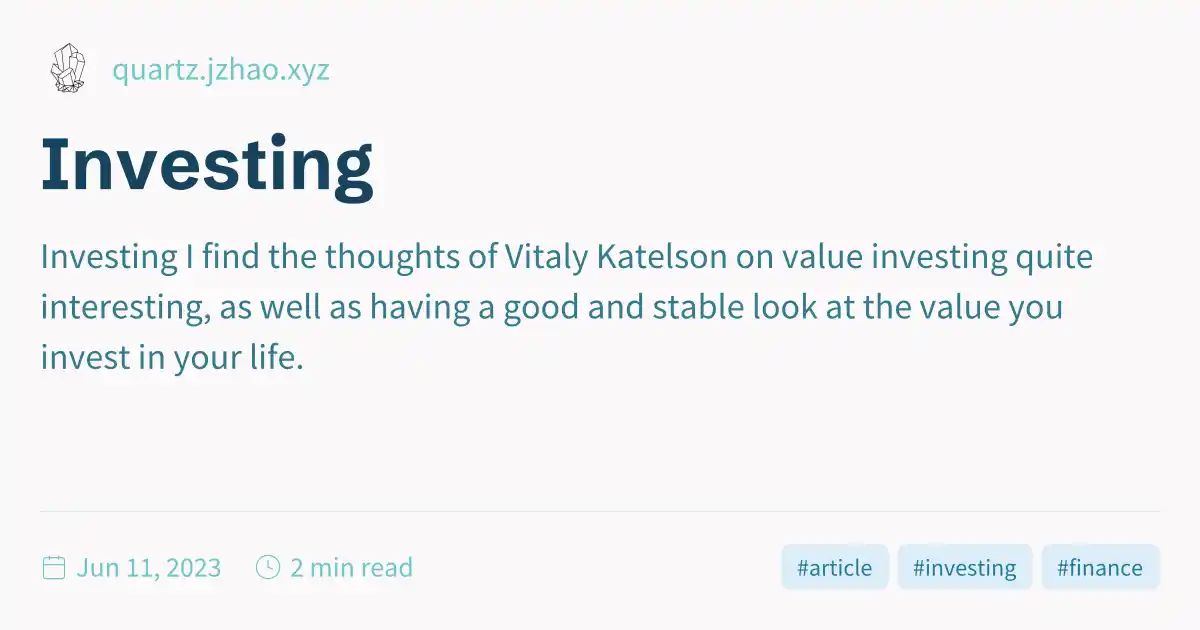 quartz.jzhao.xyz
Investing
Investing I find the thoughts of Vitaly Katelson on value investing quite
interesting, as well as having a good and stable look at the value you
invest in your life.
Jun 11, 2023 2 min read #article #investing #finance